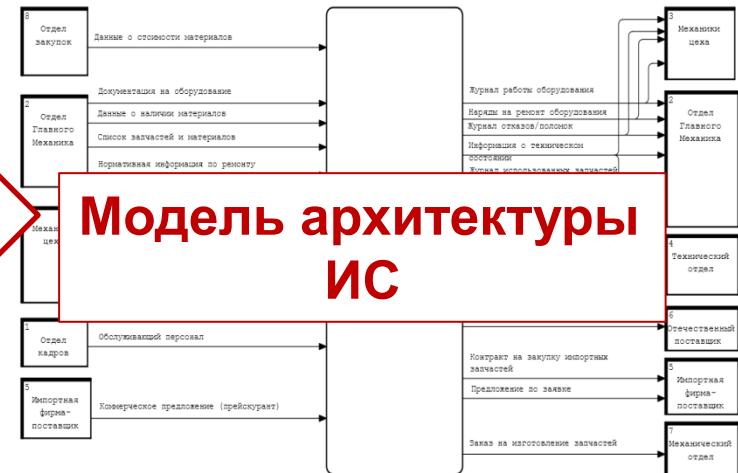 8
Отдел
закупок
Данные о стоимости материалов
2
Отдел
Главного
Механика
Документация на оборудование
Данные о наличии материалов
Список запчастей и материалов
Нормативная информация по ремонту
Модель архитектуры
ИС
1
Отдел
кадров
Обслуживающий персонал
5
Импортная
фирма-
поставщик
Коммерческое предложение (прейскурант)
3
Механики
цеха
Журнал работы оборудования
Наряды на ремонт оборудования
Журнал отказов/поломок
Информация о техническом
состоянии
Журнал использованных запчастей
2
Отдел
Главного
Механика
4
Технический
отдел
6
Отечественный
поставщик
Контракт на закупку импортных
запчастей
Предложение по заявке
5
Импортная
фирма-
поставщик
Заказ на изготовление запчастей
7
Механический
отдел